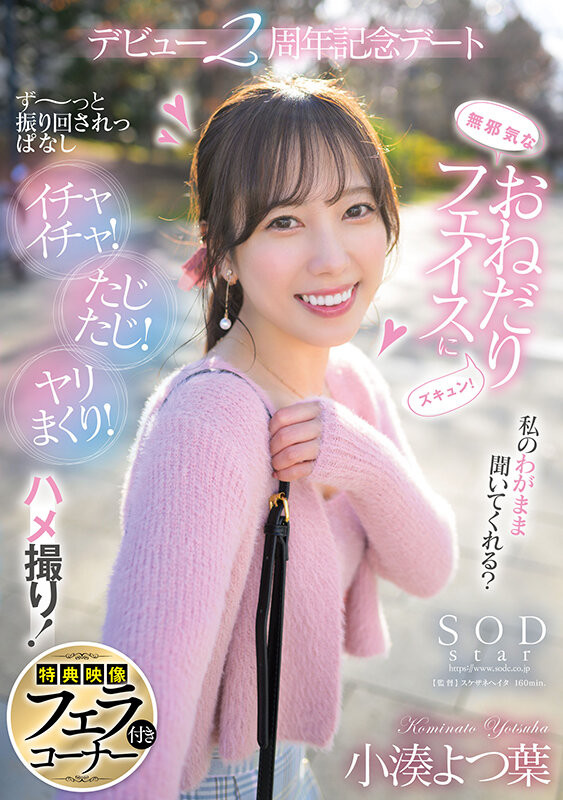 デビュー2周年記念デート
ず〜〜っと
振り回されっ
ぱなし
イチャ
イチャ!
たじ
たじ!
ヤリ
まくり!
ハメ撮り!
無邪気な
おねだり
フェイスに
ズキュン!
私のわがまま
聞いてくれる?
SOD
star
https://www.sodc.co.jp
【監督】スケザネヘイタ 160min.
特典映像
フェラ
コーナー
付き
Kominato Yotsuha
小湊よつ葉